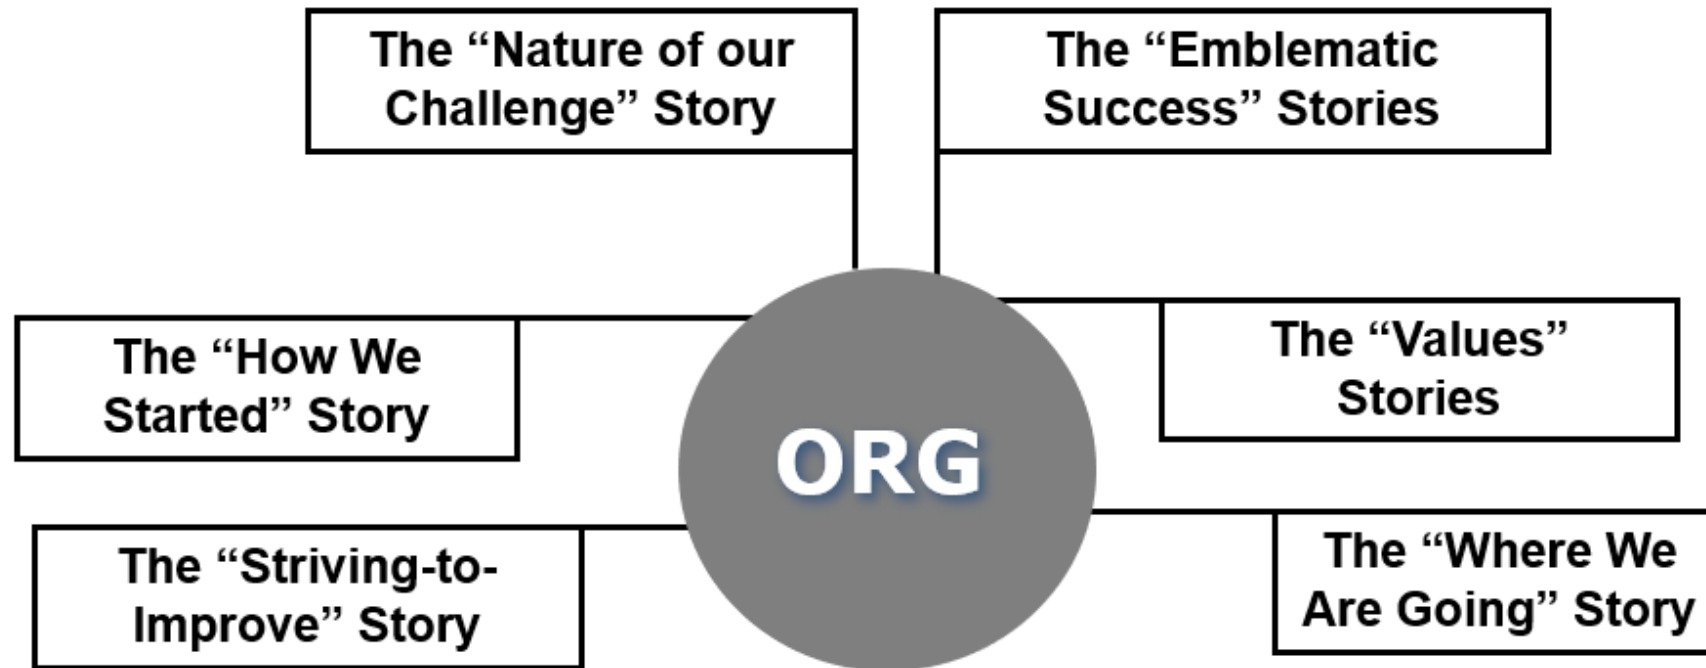 The “Nature of our
Challenge” Story
The “Emblematic
Success” Stories
The “How We
Started” Story
The “Values”
Stories
ORG
The “Striving-to-
Improve” Story
The “Where We
Are Going” Story